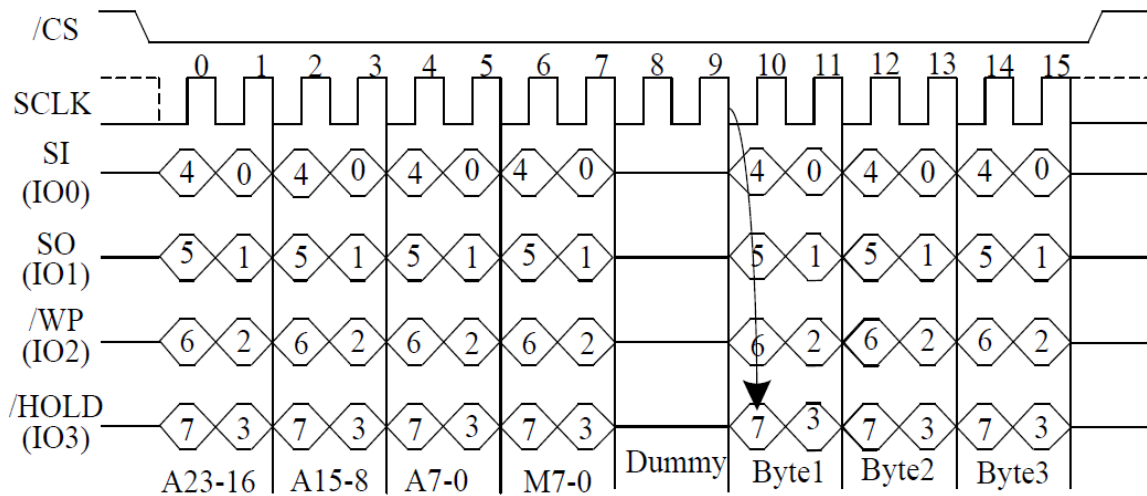 /CS
0 1 2 3 4 5 6 7 8 9 10 11 12 13 14 15
SCLK
SI
(IO0)
4 0 4 0 4 0 4 0 4 0 4 0 4 0
SO
(IO1)
5 1 5 1 5 1 5 1 5 1 5 1 5 1
/WP
(IO2)
6 2 6 2 6 2 6 2 6 2 6 2 6 2
/HOLD
(IO3)
7 3 7 3 7 3 7 3 7 3 7 3 7 3
A23-16 A15-8 A7-0 M7-0 Dummy Byte1 Byte2 Byte3